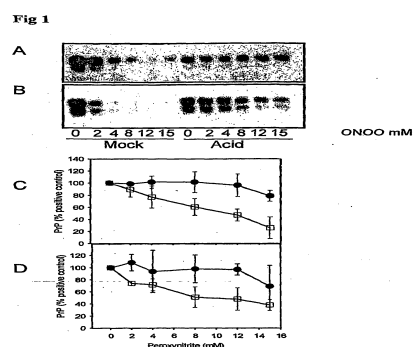 Fig 1
A
B
0 2 4 8 12 15 0 2 4 8 12 15 ONOO mM
Mock Acid
C
PrP (% positive control)
140
120
100
80
60
40
20
0
D
PrP (% positive control)
120
100
80
60
40
20
0
0 2 4 6 8 10 12 14 16
Peroxynitrite (mM)